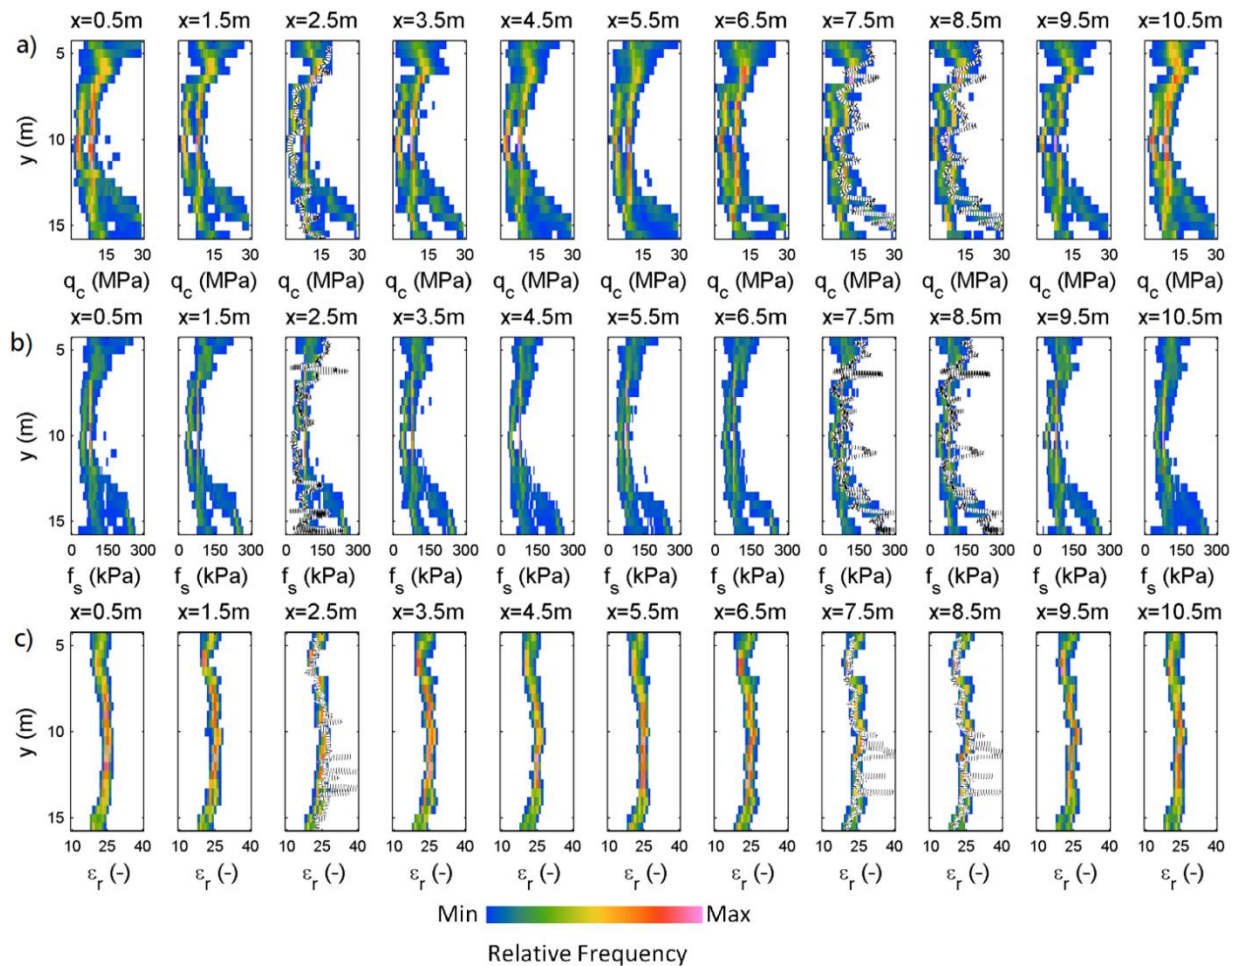 x=0.5m x=1.5m x=2.5m x=3.5m x=4.5m x=5.5m x=6.5m x=7.5m x=8.5m x=9.5m x=10.5m
a)
5
10
15
y (m)
15 30 15 30 15 30 15 30 15 30 15 30 15 30 15 30 15 30 15 30 15 30
q_c (MPa) q_c (MPa) q_c (MPa) q_c (MPa) q_c (MPa) q_c (MPa) q_c (MPa) q_c (MPa) q_c (MPa) q_c (MPa) q_c (MPa)
x=0.5m x=1.5m x=2.5m x=3.5m x=4.5m x=5.5m x=6.5m x=7.5m x=8.5m x=9.5m x=10.5m
b)
5
10
15
y (m)
0 150 300 0 150 300 0 150 300 0 150 300 0 150 300 0 150 300 0 150 300 0 150 300 0 150 300 0 150 300 0 150 300
f_s (kPa) f_s (kPa) f_s (kPa) f_s (kPa) f_s (kPa) f_s (kPa) f_s (kPa) f_s (kPa) f_s (kPa) f_s (kPa) f_s (kPa)
x=0.5m x=1.5m x=2.5m x=3.5m x=4.5m x=5.5m x=6.5m x=7.5m x=8.5m x=9.5m x=10.5m
c)
5
10
15
y (m)
10 25 40 10 25 40 10 25 40 10 25 40 10 25 40 10 25 40 10 25 40 10 25 40 10 25 40 10 25 40 10 25 40
ε_r (-) ε_r (-) ε_r (-) ε_r (-) ε_r (-) ε_r (-) ε_r (-) ε_r (-) ε_r (-) ε_r (-) ε_r (-)
Min Max
Relative Frequency